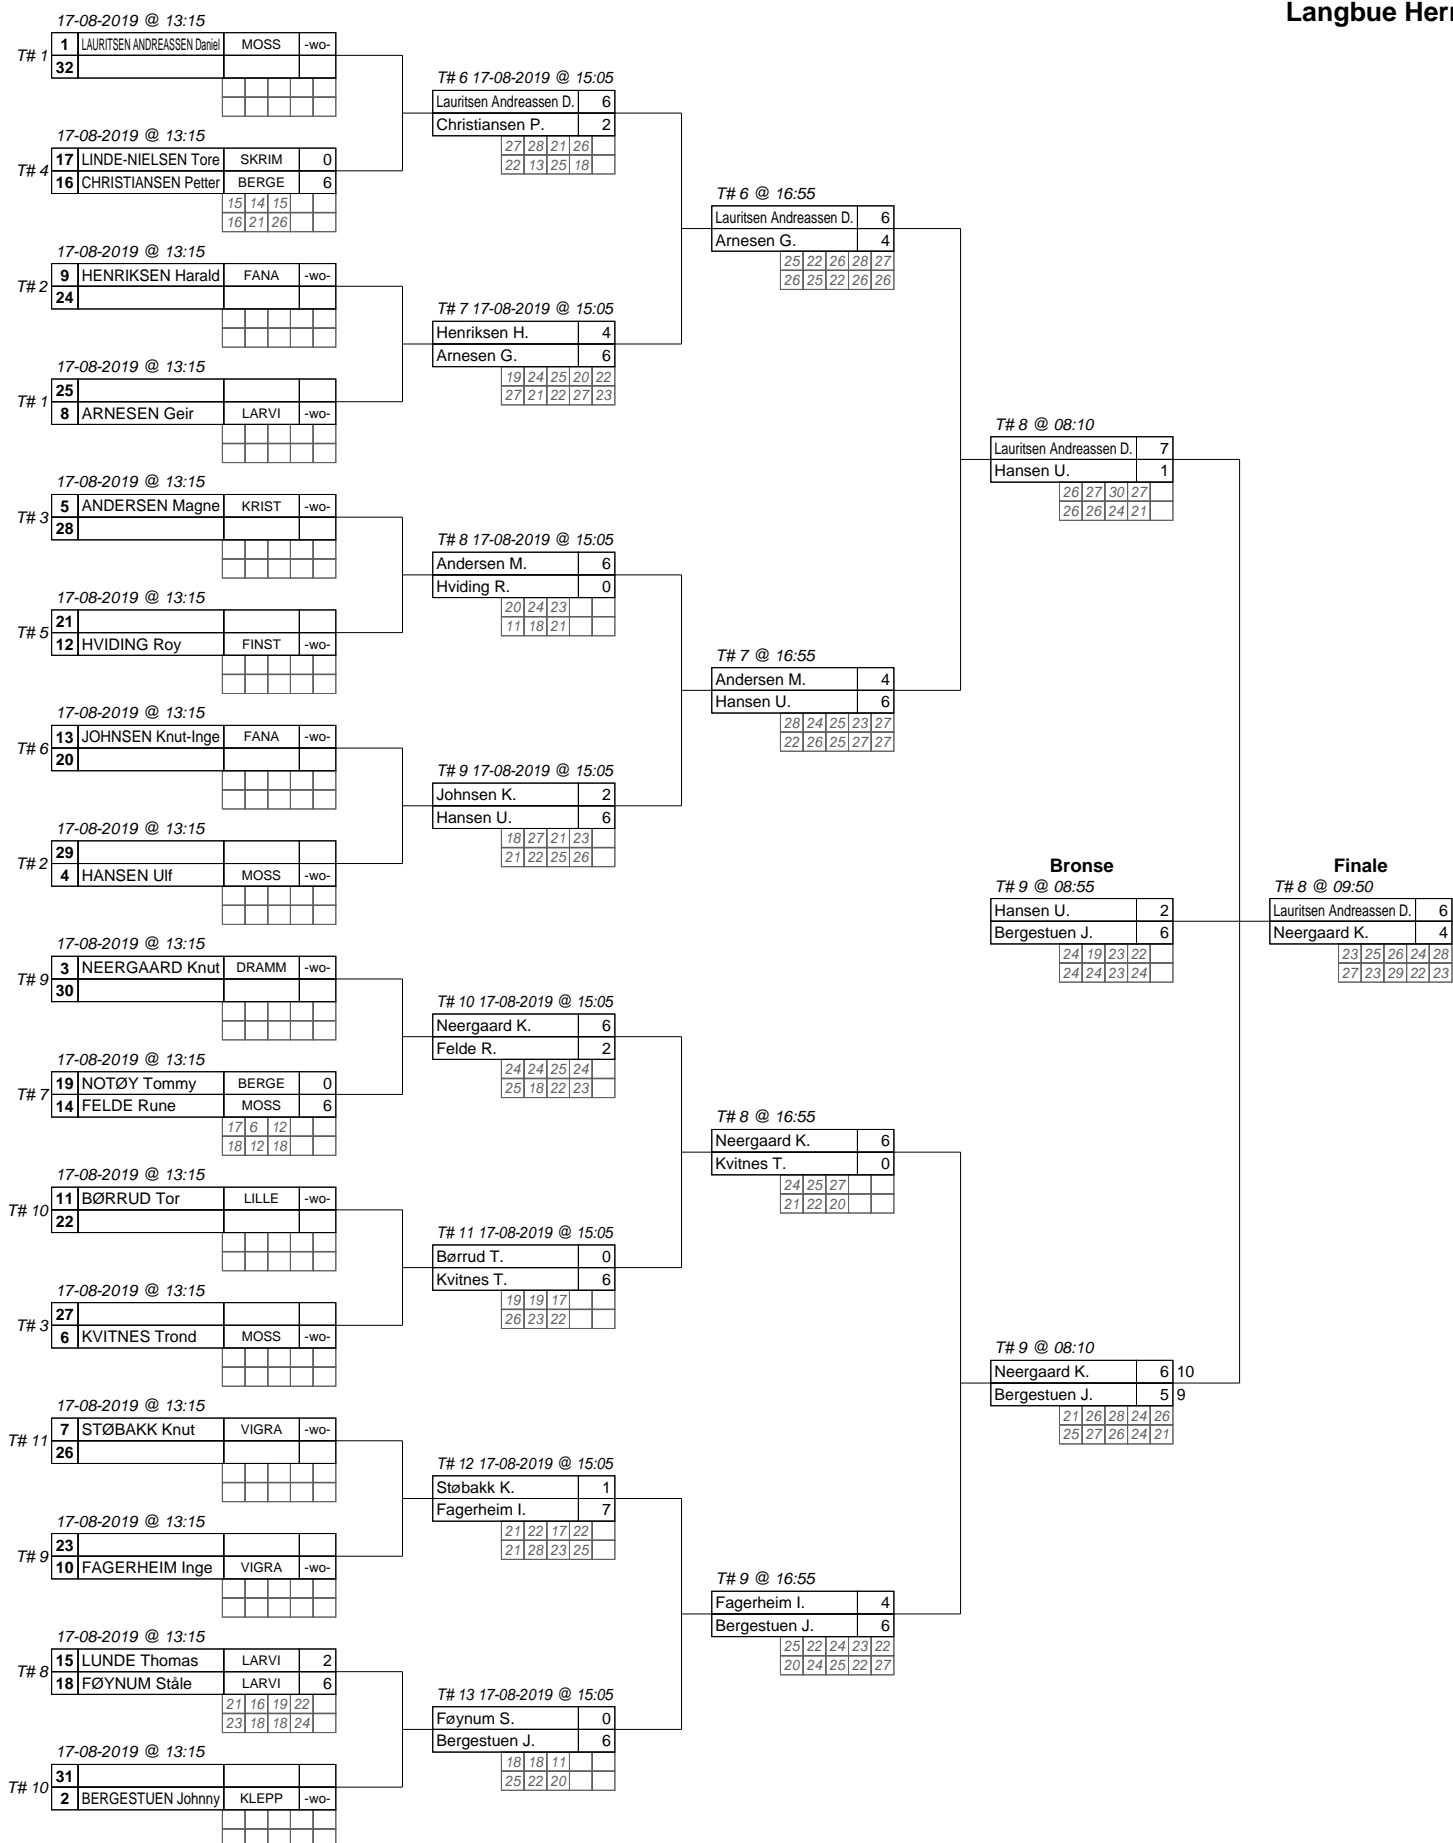 Langbue Herr
17-08-2019 @ 13:15
T# 1
1 LAURITSEN ANDREASSEN Daniel MOSS -wo-
32
17-08-2019 @ 13:15
T# 4
17 LINDE-NIELSEN Tore SKRIM 0
16 CHRISTIANSEN Petter BERGE 6
15 14 15
16 21 26
17-08-2019 @ 13:15
T# 2
9 HENRIKSEN Harald FANA -wo-
24
17-08-2019 @ 13:15
T# 1
25
8 ARNESEN Geir LARVI -wo-
17-08-2019 @ 13:15
T# 3
5 ANDERSEN Magne KRIST -wo-
28
17-08-2019 @ 13:15
T# 5
21
12 HVIDING Roy FINST -wo-
17-08-2019 @ 13:15
T# 6
13 JOHNSEN Knut-Inge FANA -wo-
20
17-08-2019 @ 13:15
T# 2
29
4 HANSEN Ulf MOSS -wo-
17-08-2019 @ 13:15
T# 9
3 NEERGAARD Knut DRAMM -wo-
30
17-08-2019 @ 13:15
T# 7
19 NOTØY Tommy BERGE 0
14 FELDE Rune MOSS 6
17 6 12
18 12 18
17-08-2019 @ 13:15
T# 10
11 BØRRUD Tor LILLE -wo-
22
17-08-2019 @ 13:15
T# 3
27
6 KVITNES Trond MOSS -wo-
17-08-2019 @ 13:15
T# 11
7 STØBAKK Knut VIGRA -wo-
26
17-08-2019 @ 13:15
T# 9
23
10 FAGERHEIM Inge VIGRA -wo-
17-08-2019 @ 13:15
T# 8
15 LUNDE Thomas LARVI 2
18 FØYNUM Ståle LARVI 6
21 16 19 22
23 18 18 24
17-08-2019 @ 13:15
T# 10
31
2 BERGESTUEN Johnny KLEPP -wo-
T# 6 17-08-2019 @ 15:05
Lauritsen Andreassen D. 6
Christiansen P. 2
27 28 21 26
22 13 25 18
T# 7 17-08-2019 @ 15:05
Henriksen H. 4
Arnesen G. 6
19 24 25 20 22
27 21 22 27 23
T# 8 17-08-2019 @ 15:05
Andersen M. 6
Hviding R. 0
20 24 23
11 18 21
T# 9 17-08-2019 @ 15:05
Johnsen K. 2
Hansen U. 6
18 27 21 23
21 22 25 26
T# 10 17-08-2019 @ 15:05
Neergaard K. 6
Felde R. 2
24 24 25 24
25 18 22 23
T# 11 17-08-2019 @ 15:05
Børrud T. 0
Kvitnes T. 6
19 19 17
26 23 22
T# 12 17-08-2019 @ 15:05
Støbakk K. 1
Fagerheim I. 7
21 22 17 22
21 28 23 25
T# 13 17-08-2019 @ 15:05
Føynum S. 0
Bergestuen J. 6
18 18 11
25 22 20
T# 6 @ 16:55
Lauritsen Andreassen D. 6
Arnesen G. 4
25 22 26 28 27
26 25 22 26 26
T# 7 @ 16:55
Andersen M. 4
Hansen U. 6
28 24 25 23 27
22 26 25 27 27
T# 8 @ 16:55
Neergaard K. 6
Kvitnes T. 0
24 25 27
21 22 20
T# 9 @ 16:55
Fagerheim I. 4
Bergestuen J. 6
25 22 24 23 22
20 24 25 22 27
T# 8 @ 08:10
Lauritsen Andreassen D. 7
Hansen U. 1
26 27 30 27
26 26 24 21
Bronse
T# 9 @ 08:55
Hansen U. 2
Bergestuen J. 6
24 19 23 22
24 24 23 24
T# 9 @ 08:10
Neergaard K. 6 10
Bergestuen J. 5 9
21 26 28 24 26
25 27 26 24 21
Finale
T# 8 @ 09:50
Lauritsen Andreassen D. 6
Neergaard K. 4
23 25 26 24 28
27 23 29 22 23